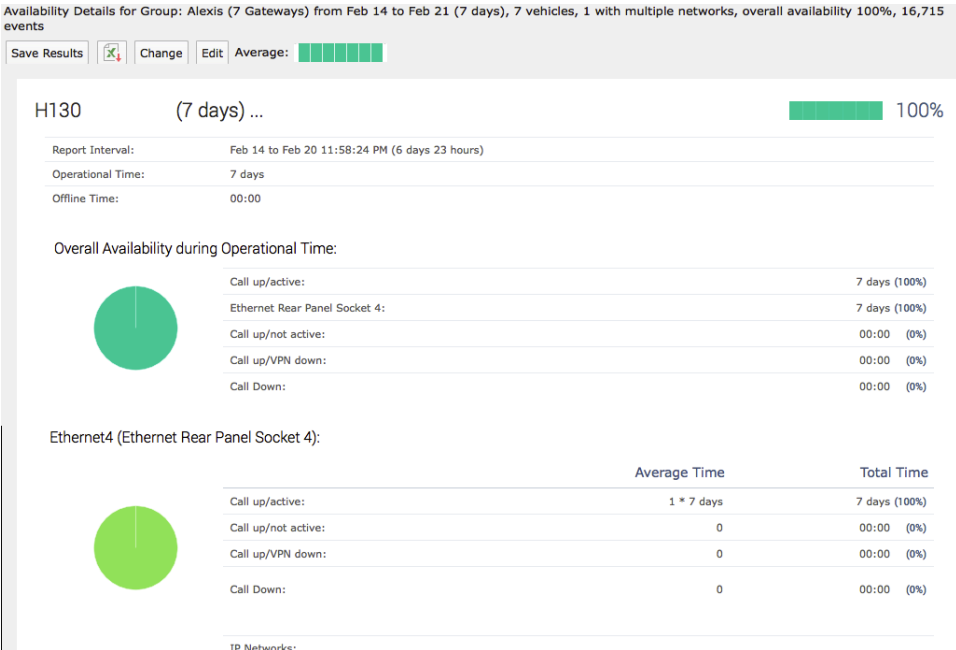 Availability Details for Group: Alexis (7 Gateways) from Feb 14 to Feb 21 (7 days), 7 vehicles, 1 with multiple networks, overall availability 100%, 16,715
events
Save Results Change Edit Average:
H130 (7 days) ... 100%
Report Interval: Feb 14 to Feb 20 11:58:24 PM (6 days 23 hours)
Operational Time: 7 days
Offline Time: 00:00
Overall Availability during Operational Time:
Call up/active: 7 days (100%)
Ethernet Rear Panel Socket 4: 7 days (100%)
Call up/not active: 00:00 (0%)
Call up/VPN down: 00:00 (0%)
Call Down: 00:00 (0%)
Ethernet4 (Ethernet Rear Panel Socket 4):
Average Time Total Time
Call up/active: 1 * 7 days 7 days (100%)
Call up/not active: 0 00:00 (0%)
Call up/VPN down: 0 00:00 (0%)
Call Down: 0 00:00 (0%)
IP Networks: